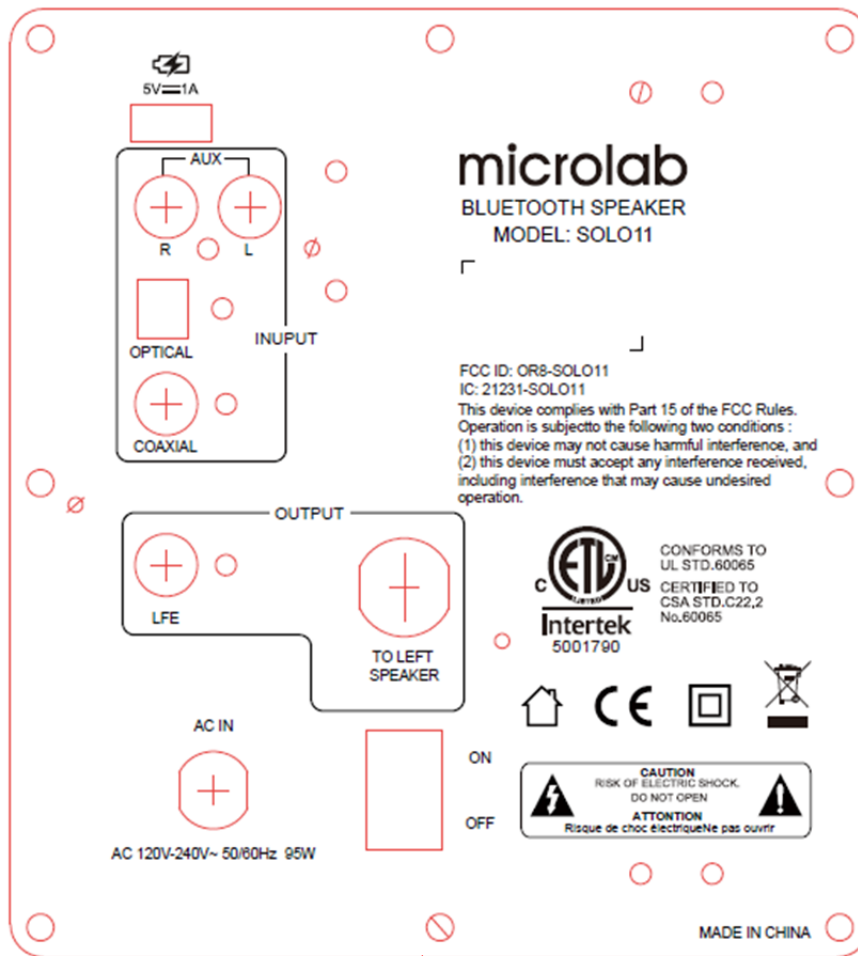 5V⎓1A
AUX
R
L
OPTICAL
INUPUT
COAXIAL
microlab
BLUETOOTH SPEAKER
MODEL: SOLO11
FCC ID: OR8-SOLO11
IC: 21231-SOLO11
This device complies with Part 15 of the FCC Rules.
Operation is subjectto the following two conditions :
(1) this device may not cause harmful interference, and
(2) this device must accept any interference received,
including interference that may cause undesired
operation.
OUTPUT
LFE
TO LEFT
SPEAKER
ETL CM
LISTED
C US
Intertek
5001790
CONFORMS TO
UL STD.60065
CERTIFIED TO
CSA STD.C22,2
No.60065
CE
AC IN
AC 120V-240V~ 50/60Hz 95W
ON
OFF
CAUTION
RISK OF ELECTRIC SHOCK.
DO NOT OPEN
ATTONTION
Risque de choc électriqueNe pas ouvrir
MADE IN CHINA